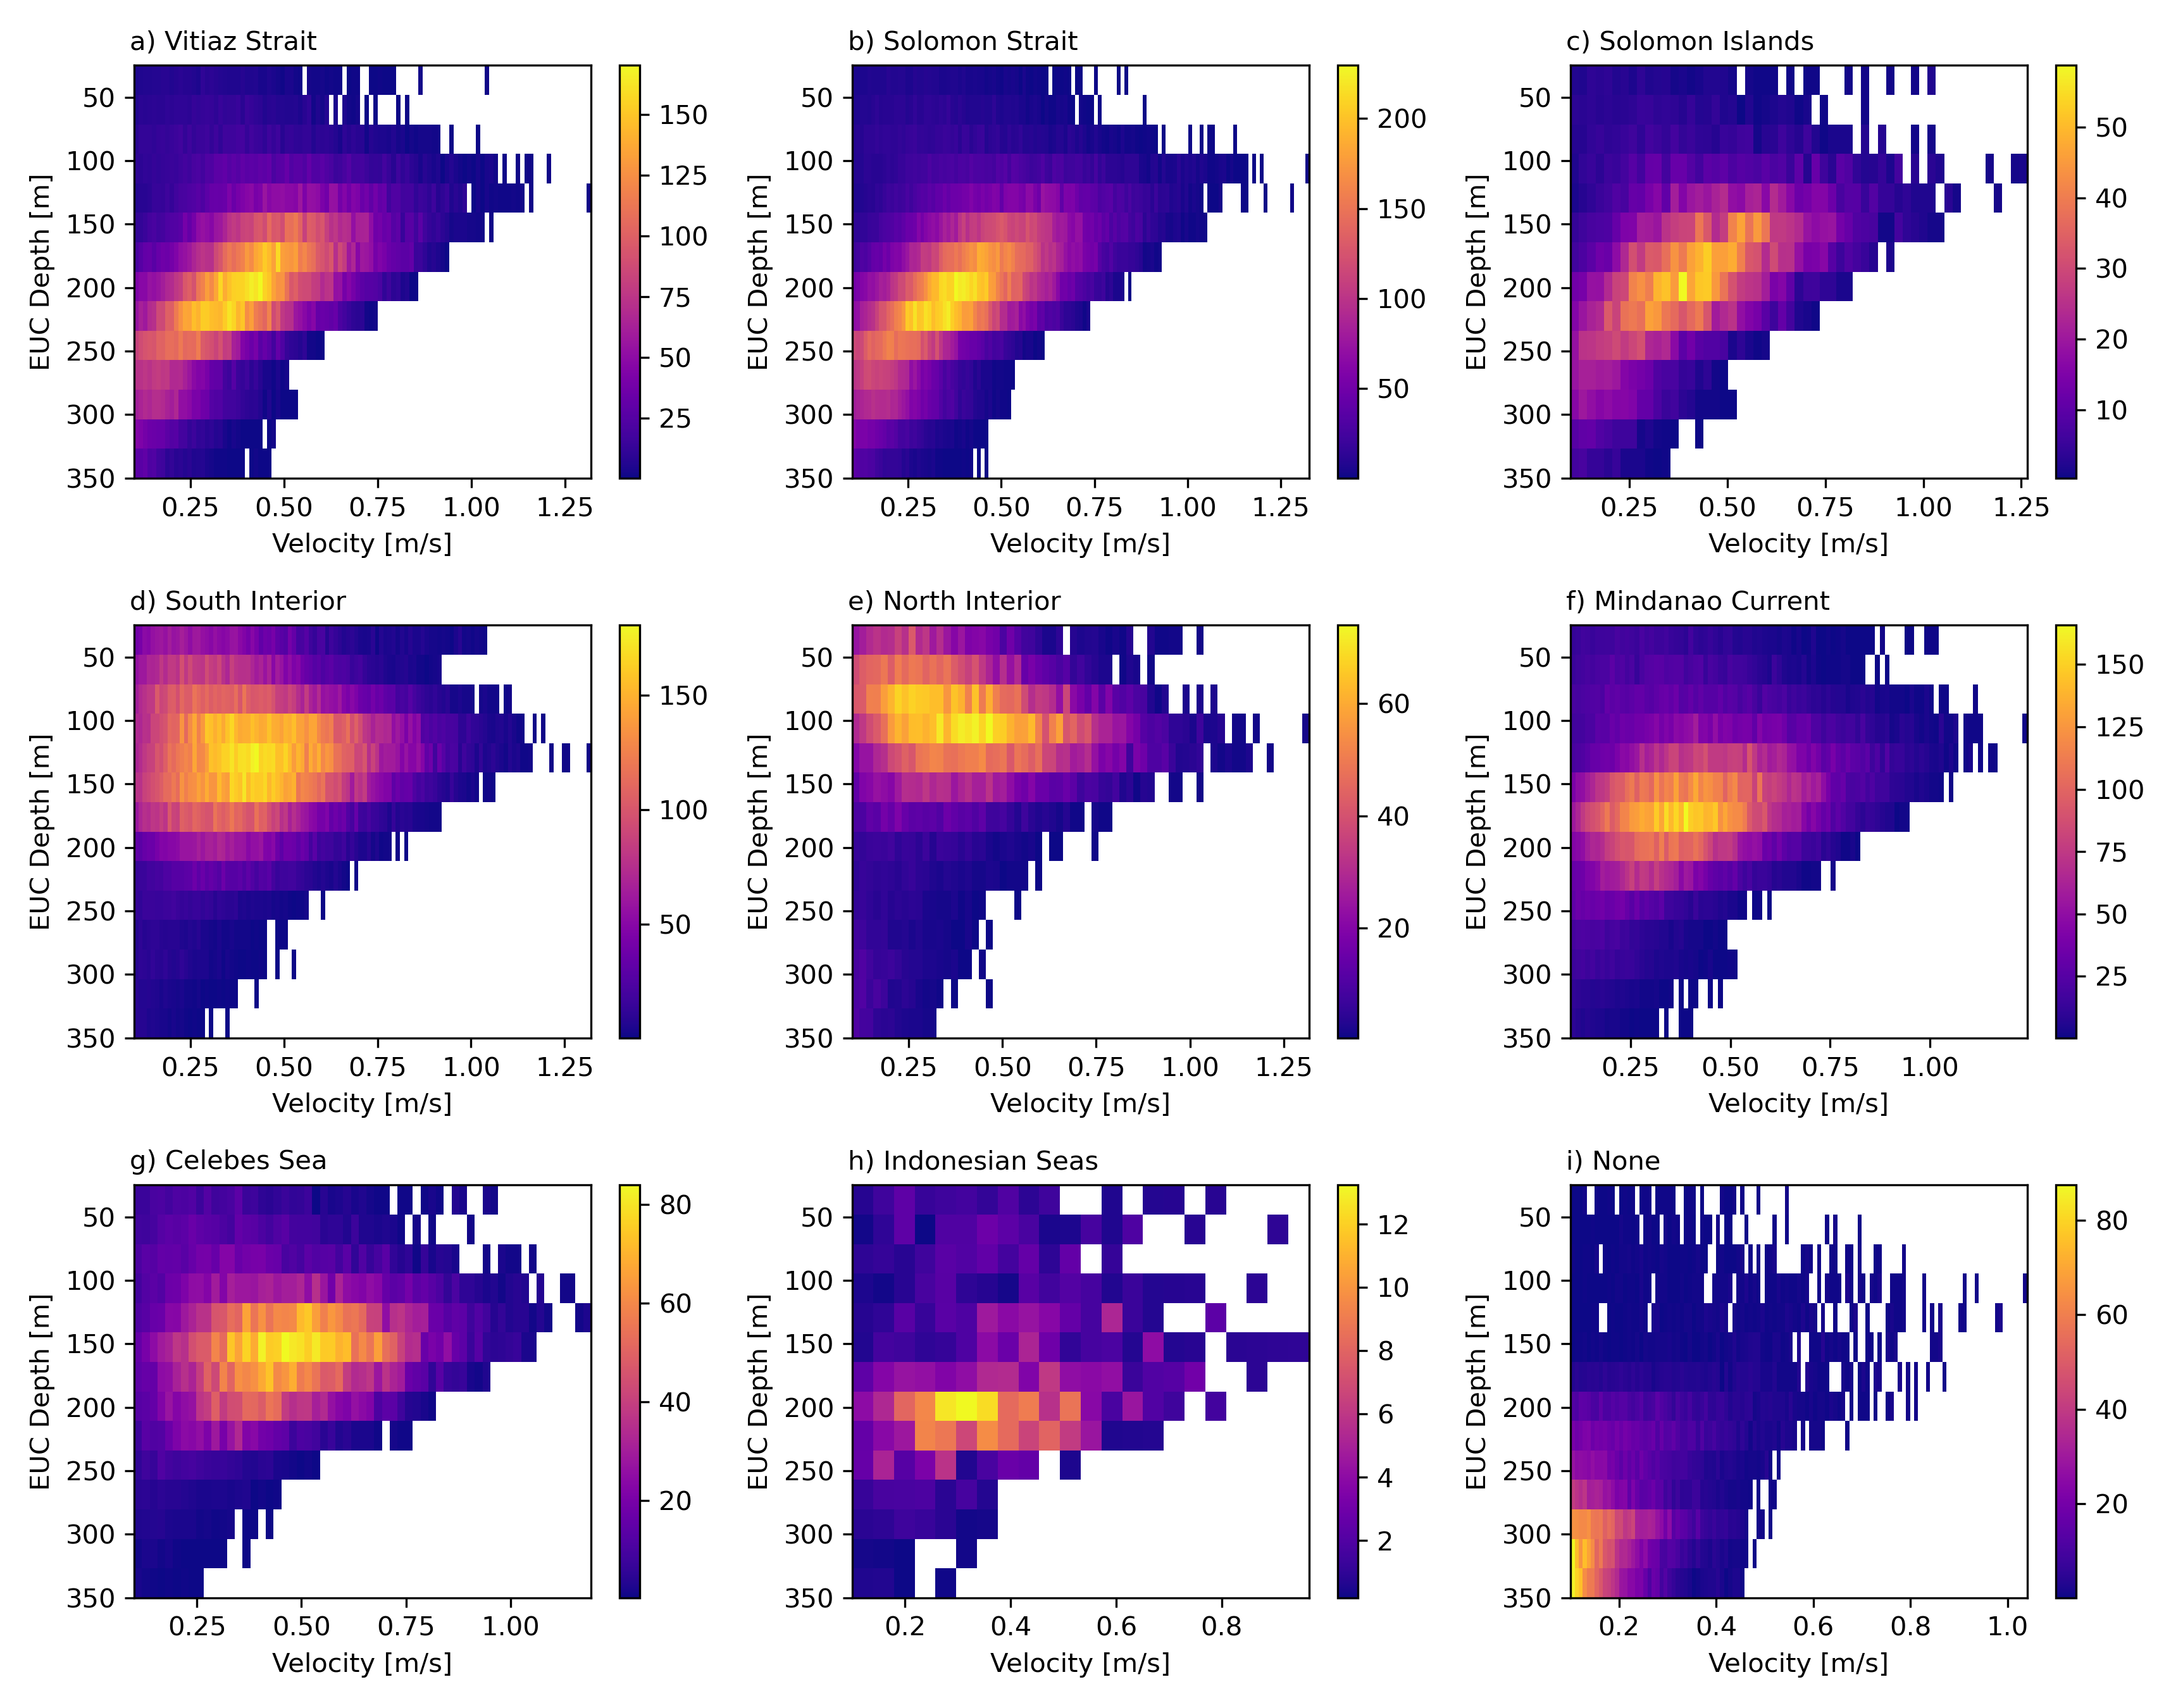 a) Vitiaz Strait
50
100
150
200
250
300
350
EUC Depth [m]
0.25 0.50 0.75 1.00 1.25
Velocity [m/s]
150
125
100
75
50
25
b) Solomon Strait
50
100
150
200
250
300
350
EUC Depth [m]
0.25 0.50 0.75 1.00 1.25
Velocity [m/s]
200
150
100
50
c) Solomon Islands
50
100
150
200
250
300
350
EUC Depth [m]
0.25 0.50 0.75 1.00 1.25
Velocity [m/s]
50
40
30
20
10
d) South Interior
50
100
150
200
250
300
350
EUC Depth [m]
0.25 0.50 0.75 1.00 1.25
Velocity [m/s]
150
100
50
e) North Interior
50
100
150
200
250
300
350
EUC Depth [m]
0.25 0.50 0.75 1.00 1.25
Velocity [m/s]
60
40
20
f) Mindanao Current
50
100
150
200
250
300
350
EUC Depth [m]
0.25 0.50 0.75 1.00
Velocity [m/s]
150
125
100
75
50
25
g) Celebes Sea
50
100
150
200
250
300
350
EUC Depth [m]
0.25 0.50 0.75 1.00
Velocity [m/s]
80
60
40
20
h) Indonesian Seas
50
100
150
200
250
300
350
EUC Depth [m]
0.2 0.4 0.6 0.8
Velocity [m/s]
12
10
8
6
4
2
i) None
50
100
150
200
250
300
350
EUC Depth [m]
0.2 0.4 0.6 0.8 1.0
Velocity [m/s]
80
60
40
20